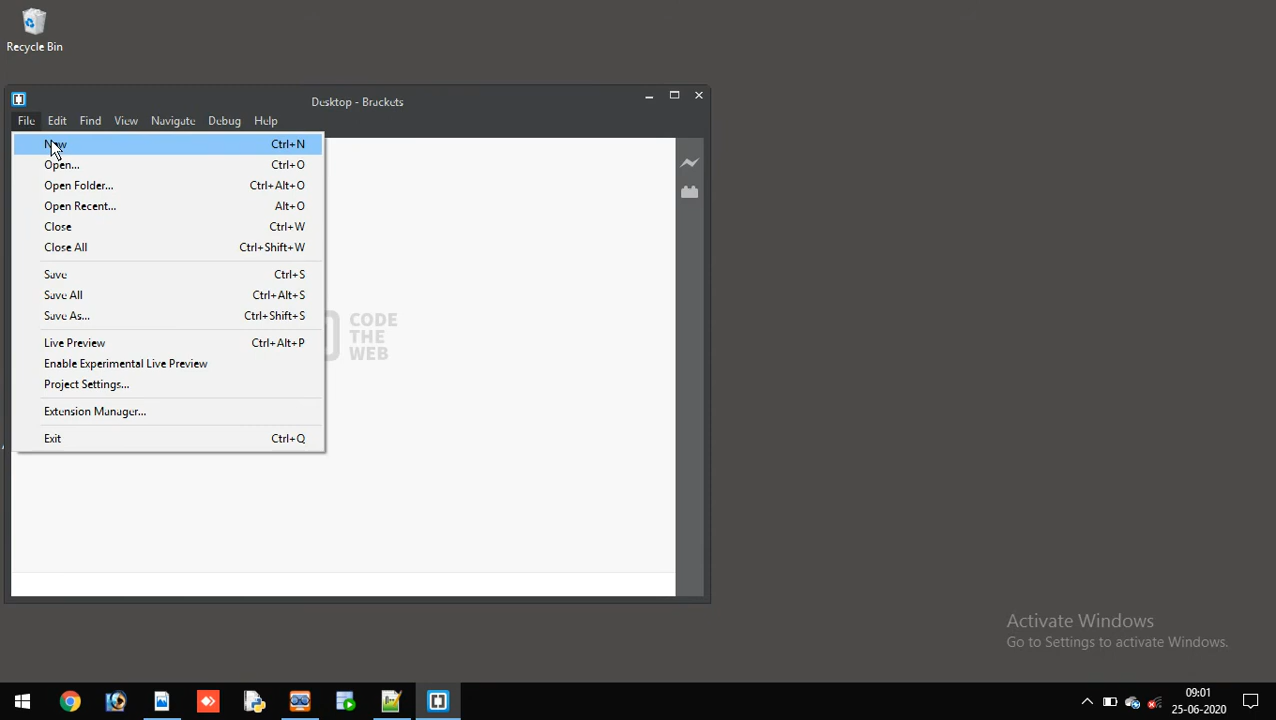 Recycle Bin
Desktop - Brackets
File Edit Find View Navigate Debug Help
New Ctrl+N
Open... Ctrl+O
Open Folder... Ctrl+Alt+O
Open Recent... Alt+O
Close Ctrl+W
Close All Ctrl+Shift+W
Save Ctrl+S
Save All Ctrl+Alt+S
Save As... Ctrl+Shift+S
Live Preview Ctrl+Alt+P
Enable Experimental Live Preview
Project Settings...
Extension Manager...
Exit Ctrl+Q
CODE
THE
WEB
Activate Windows
Go to Settings to activate Windows.
09:01
25-06-2020